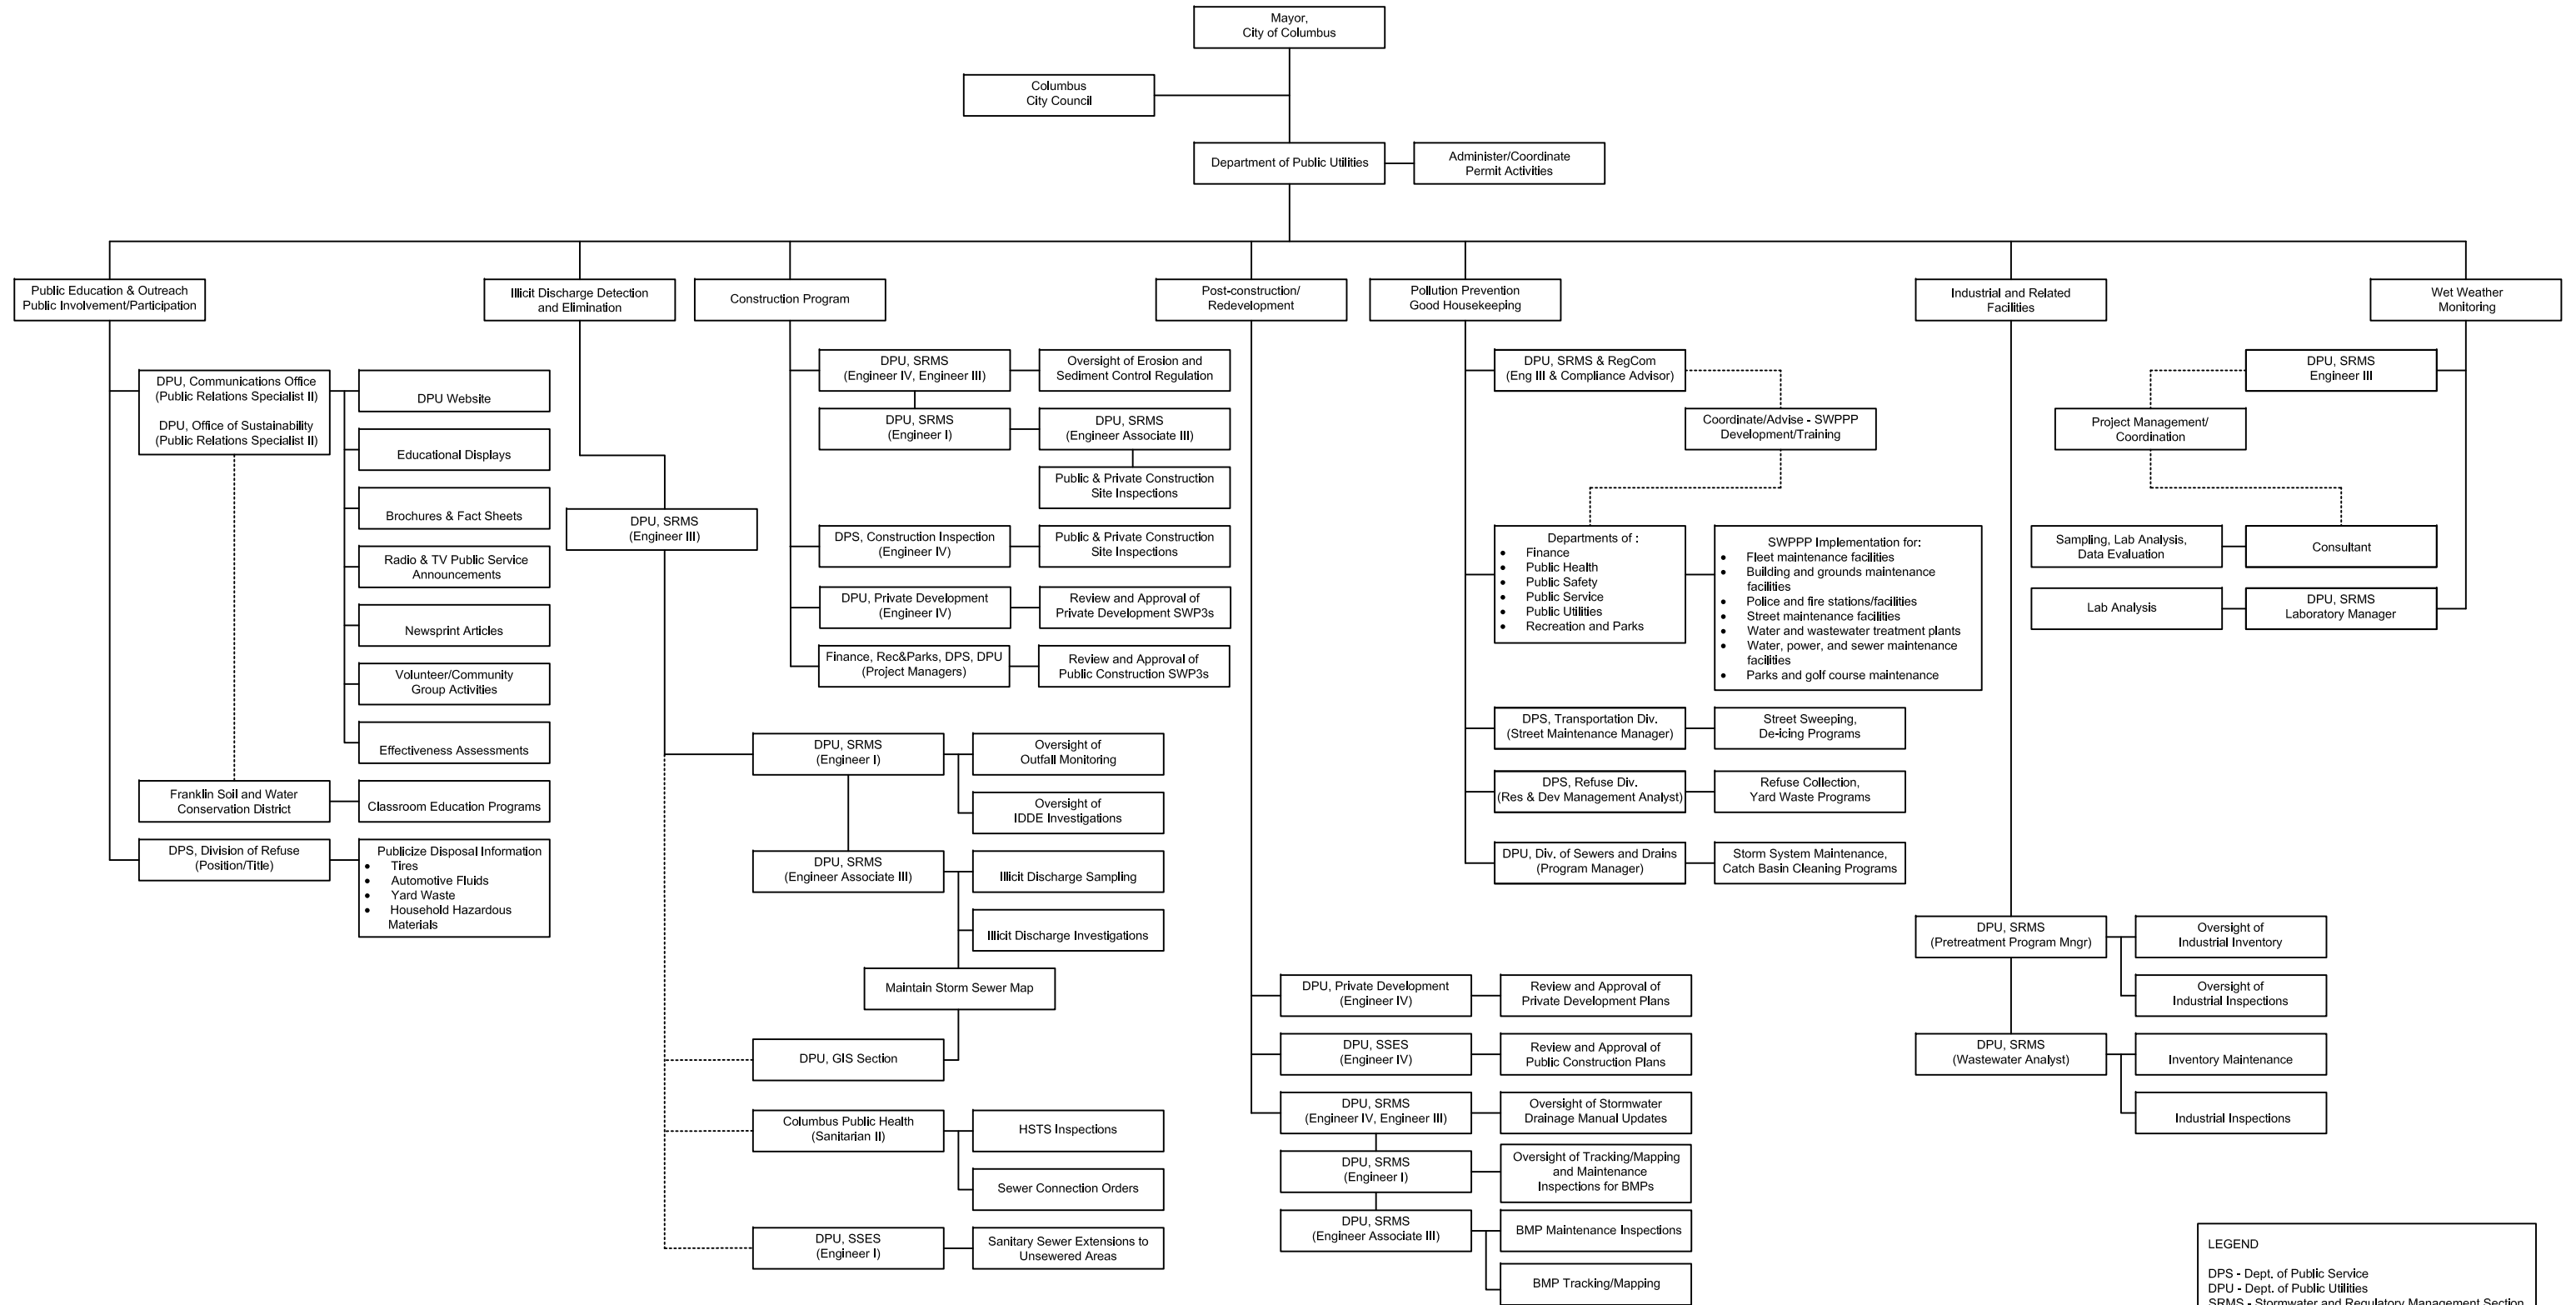 Mayor,
City of Columbus
Columbus
City Council
Department of Public Utilities
Administer/Coordinate
Permit Activities
Public Education & Outreach
Public Involvement/Participation
Illicit Discharge Detection
and Elimination
Construction Program
Post-construction/
Redevelopment
Pollution Prevention
Good Housekeeping
Industrial and Related
Facilities
Wet Weather
Monitoring
DPU, Communications Office
(Public Relations Specialist II)
DPU, Office of Sustainability
(Public Relations Specialist II)
DPU Website
Educational Displays
Brochures & Fact Sheets
Radio & TV Public Service
Announcements
Newsprint Articles
Volunteer/Community
Group Activities
Effectiveness Assessments
Franklin Soil and Water
Conservation District
Classroom Education Programs
DPS, Division of Refuse
(Position/Title)
Publicize Disposal Information
• Tires
• Automotive Fluids
• Yard Waste
• Household Hazardous
Materials
DPU, SRMS
(Engineer III)
DPU, SRMS
(Engineer I)
Oversight of
Outfall Monitoring
Oversight of
IDDE Investigations
DPU, SRMS
(Engineer Associate III)
Illicit Discharge Sampling
Illicit Discharge Investigations
Maintain Storm Sewer Map
DPU, GIS Section
Columbus Public Health
(Sanitarian II)
HSTS Inspections
Sewer Connection Orders
DPU, SSES
(Engineer I)
Sanitary Sewer Extensions to
Unsewered Areas
DPU, SRMS
(Engineer IV, Engineer III)
Oversight of Erosion and
Sediment Control Regulation
DPU, SRMS
(Engineer I)
DPU, SRMS
(Engineer Associate III)
Public & Private Construction
Site Inspections
DPS, Construction Inspection
(Engineer IV)
Public & Private Construction
Site Inspections
DPU, Private Development
(Engineer IV)
Review and Approval of
Private Development SWP3s
Finance, Rec&Parks, DPS, DPU
(Project Managers)
Review and Approval of
Public Construction SWP3s
DPU, Private Development
(Engineer IV)
Review and Approval of
Private Development Plans
DPU, SSES
(Engineer IV)
Review and Approval of
Public Construction Plans
DPU, SRMS
(Engineer IV, Engineer III)
Oversight of Stormwater
Drainage Manual Updates
DPU, SRMS
(Engineer I)
Oversight of Tracking/Mapping
and Maintenance
Inspections for BMPs
DPU, SRMS
(Engineer Associate III)
BMP Maintenance Inspections
BMP Tracking/Mapping
DPU, SRMS & RegCom
(Eng III & Compliance Advisor)
Coordinate/Advise - SWPPP
Development/Training
Departments of :
• Finance
• Public Health
• Public Safety
• Public Service
• Public Utilities
• Recreation and Parks
SWPPP Implementation for:
• Fleet maintenance facilities
• Building and grounds maintenance
facilities
• Police and fire stations/facilities
• Street maintenance facilities
• Water and wastewater treatment plants
• Water, power, and sewer maintenance
facilities
• Parks and golf course maintenance
DPS, Transportation Div.
(Street Maintenance Manager)
Street Sweeping,
De-icing Programs
DPS, Refuse Div.
(Res & Dev Management Analyst)
Refuse Collection,
Yard Waste Programs
DPU, Div. of Sewers and Drains
(Program Manager)
Storm System Maintenance,
Catch Basin Cleaning Programs
DPU, SRMS
(Pretreatment Program Mngr)
Oversight of
Industrial Inventory
Oversight of
Industrial Inspections
DPU, SRMS
(Wastewater Analyst)
Inventory Maintenance
Industrial Inspections
DPU, SRMS
Engineer III
Project Management/
Coordination
Sampling, Lab Analysis,
Data Evaluation
Consultant
Lab Analysis
DPU, SRMS
Laboratory Manager
LEGEND
DPS - Dept. of Public Service
DPU - Dept. of Public Utilities
SRMS - Stormwater and Regulatory Management Section